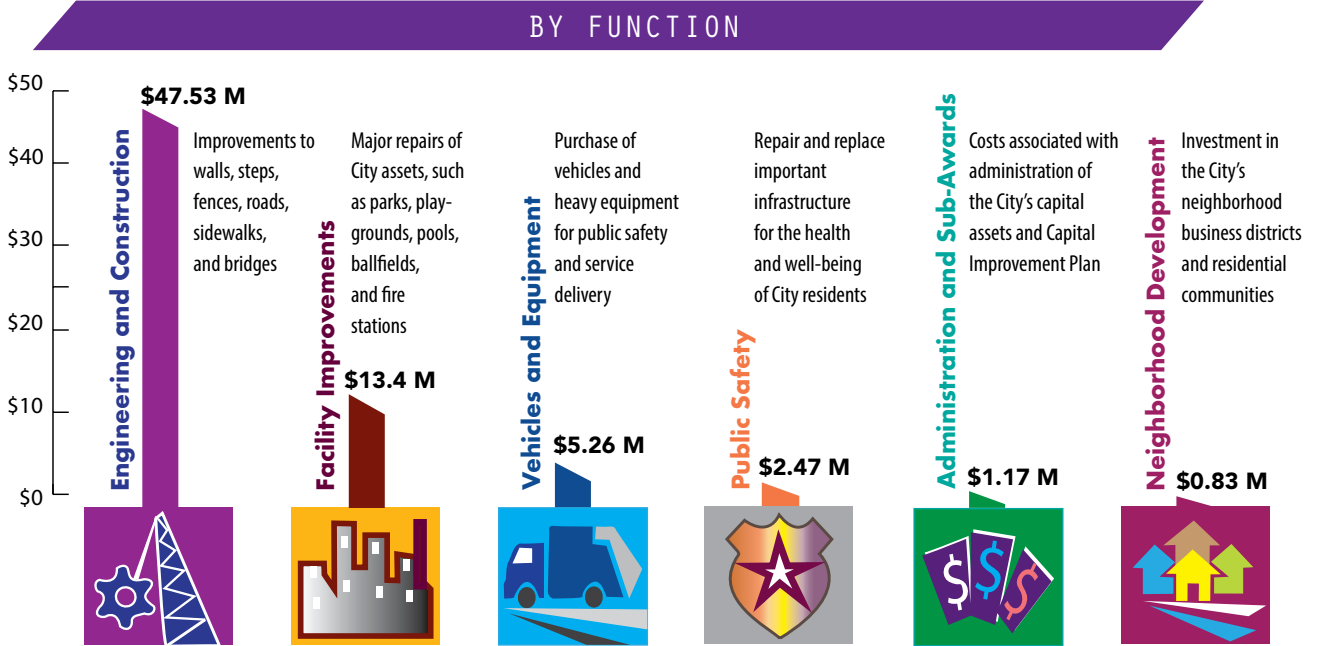 BY FUNCTION
$50
$40
$30
$20
$10
$0
$47.53 M
Engineering and Construction
Improvements to
walls, steps,
fences, roads,
sidewalks,
and bridges
Facility Improvements
Major repairs of
City assets, such
as parks, play-
grounds, pools,
ballfields,
and fire
stations
$13.4 M
Vehicles and Equipment
Purchase of
vehicles and
heavy equipment
for public safety
and service
delivery
$5.26 M
Public Safety
Repair and replace
important
infrastructure
for the health
and well-being
of City residents
$2.47 M
Administration and Sub-Awards
Costs associated with
administration of
the City's capital
assets and Capital
Improvement Plan
$1.17 M
Neighborhood Development
Investment in
the City's
neighborhood
business districts
and residential
communities
$0.83 M
$
$
$